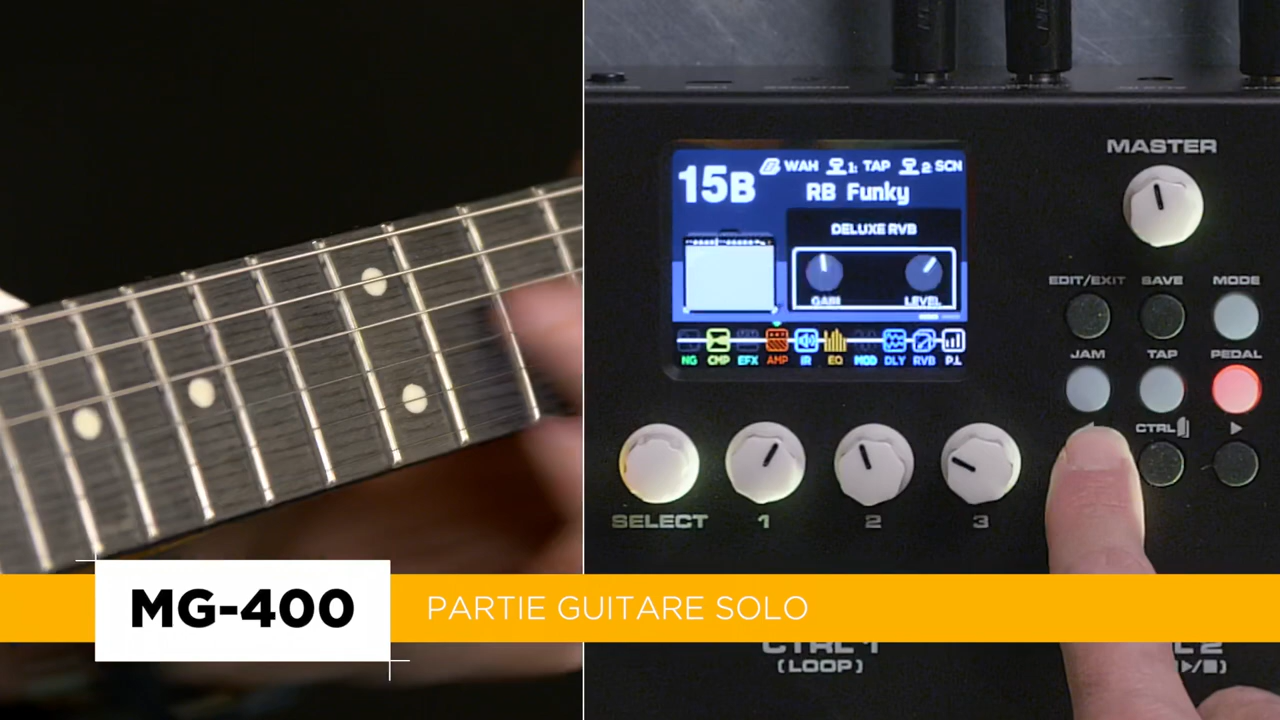 MASTER
15B
WAH 1: TAP 2: SCN
RB Funky
DELUXE RVB
GAIN LEVEL
NG CMP EFX AMP IR EQ MOD DLY RVB P.L
EDIT/EXIT SAVE MODE
JAM TAP PEDAL
CTRL
SELECT 1 2 3
MG-400
PARTIE GUITARE SOLO
CTRL 1
(LOOP)